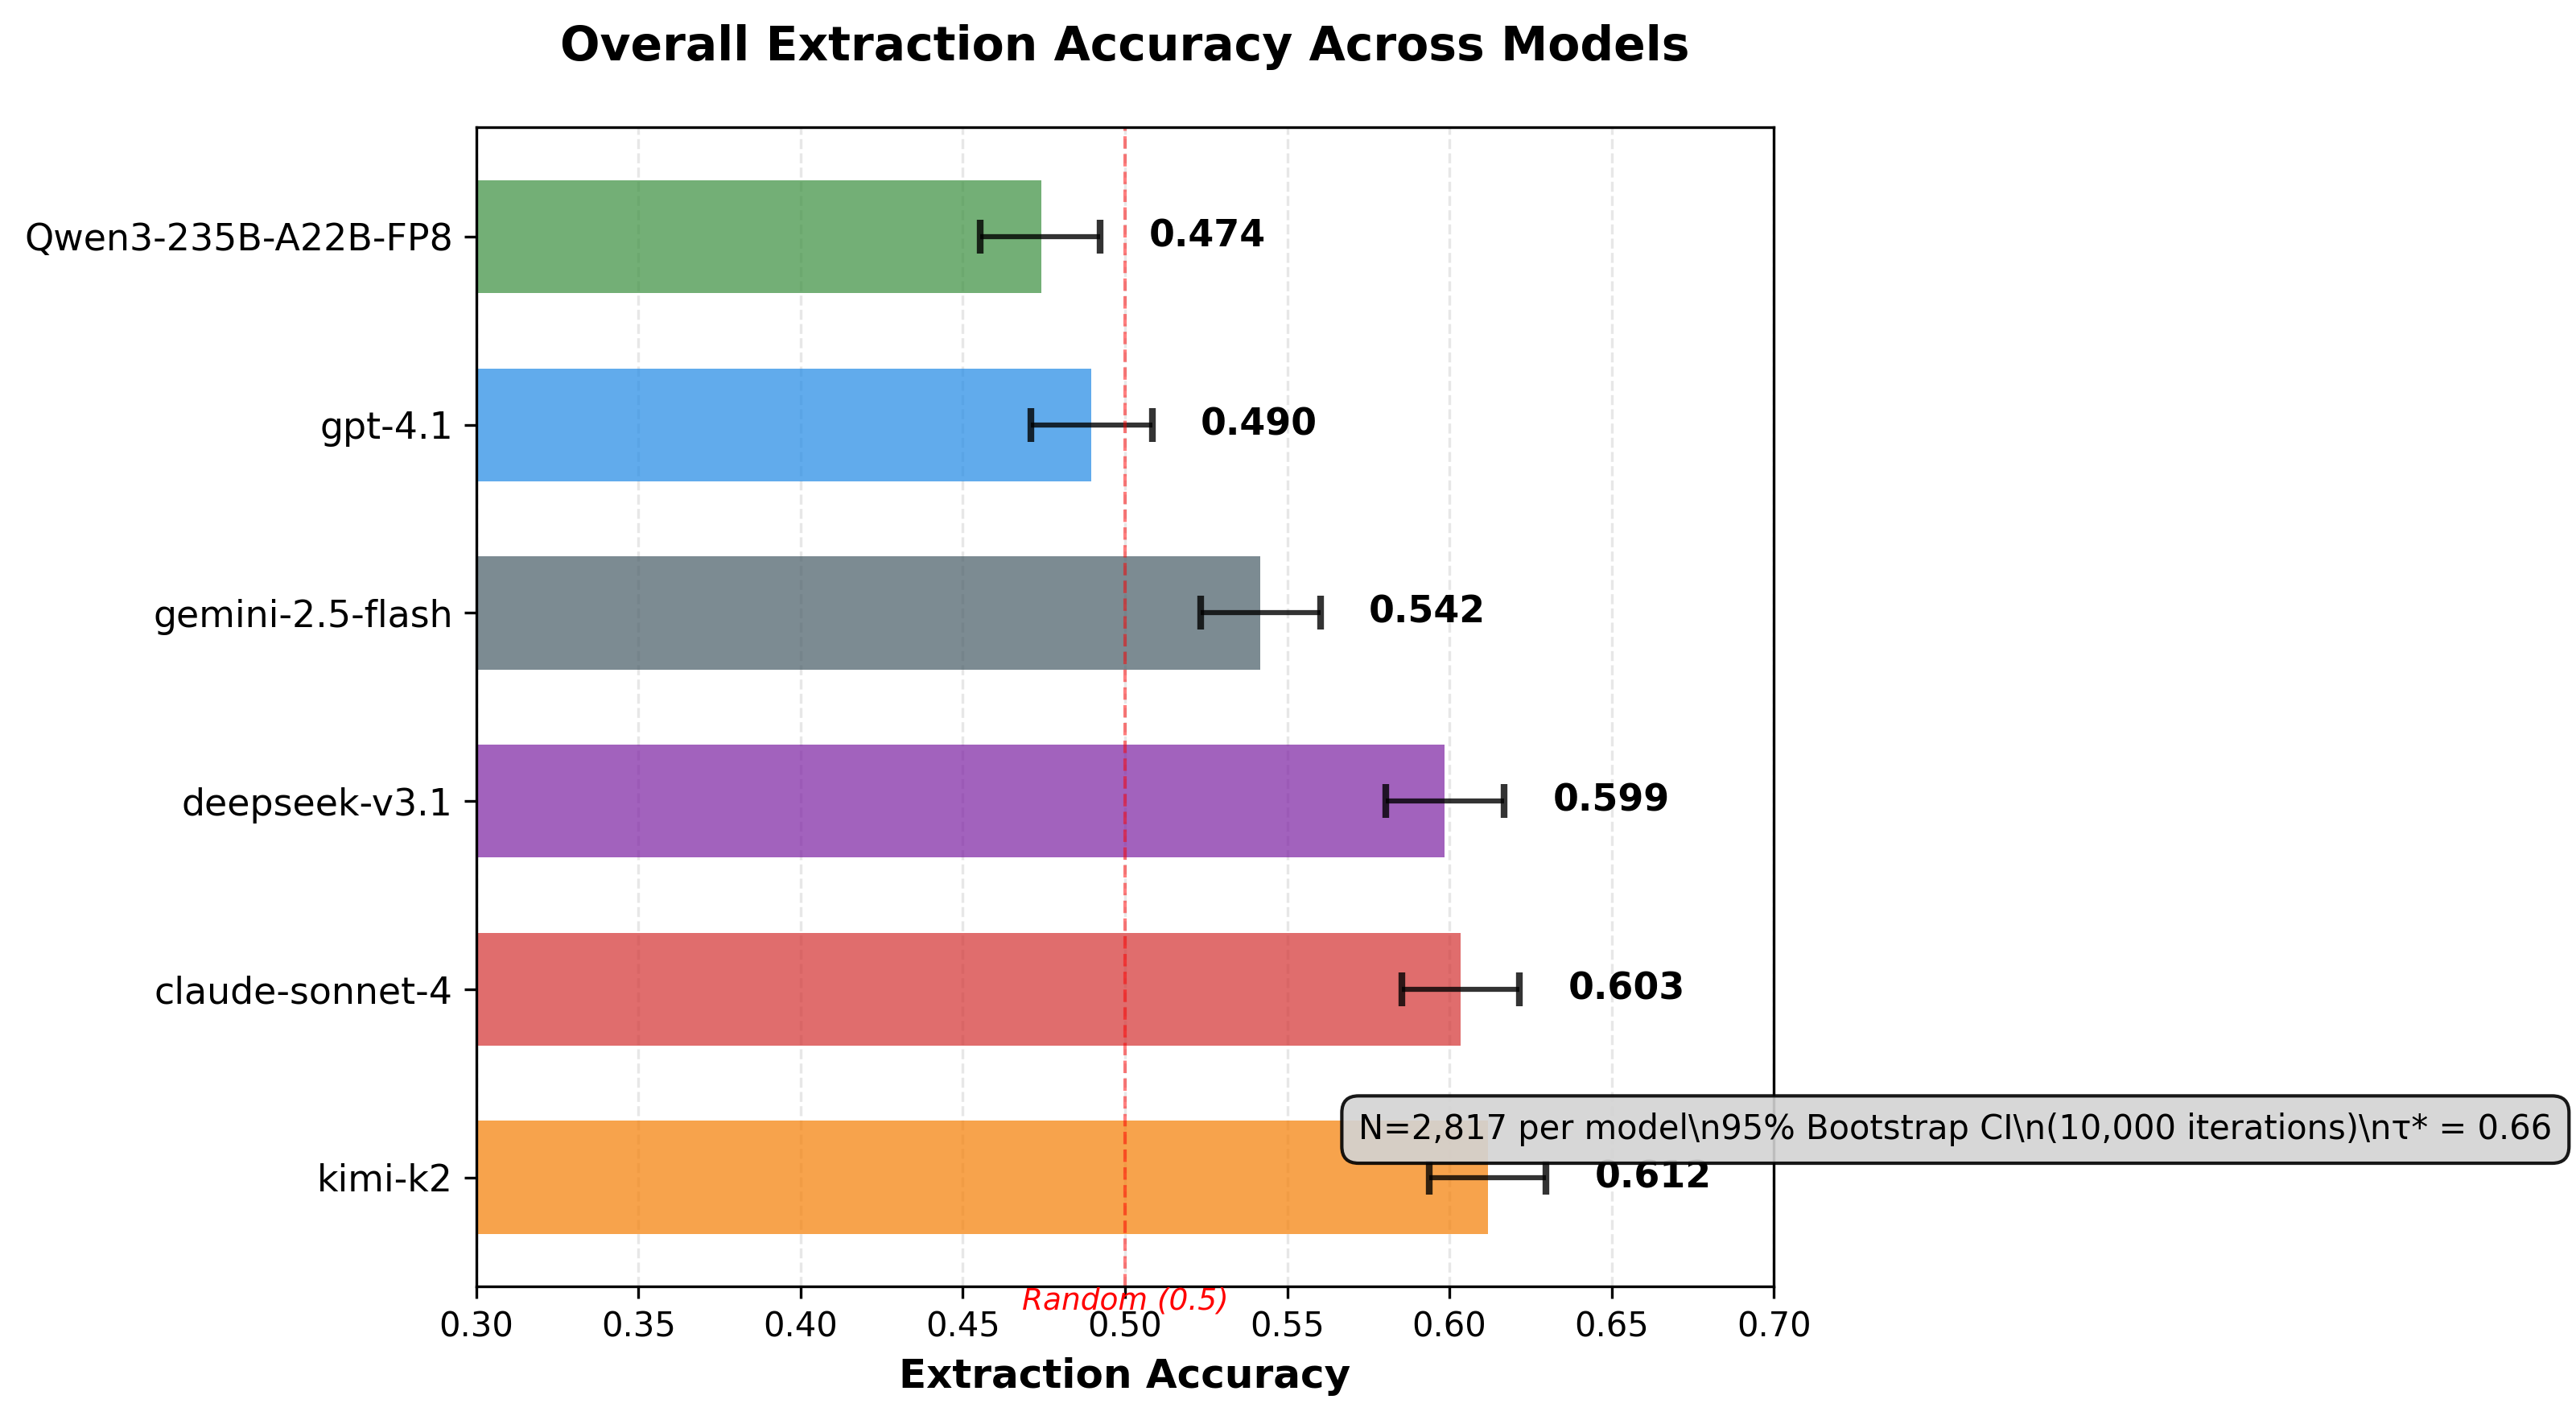 Overall Extraction Accuracy Across Models
Qwen3-235B-A22B-FP8
0.474
gpt-4.1
0.490
gemini-2.5-flash
0.542
deepseek-v3.1
0.599
claude-sonnet-4
0.603
N=2,817 per model\n95% Bootstrap CI\n(10,000 iterations)\nτ* = 0.66
kimi-k2
0.612
Random (0.5)
0.30 0.35 0.40 0.45 0.50 0.55 0.60 0.65 0.70
Extraction Accuracy